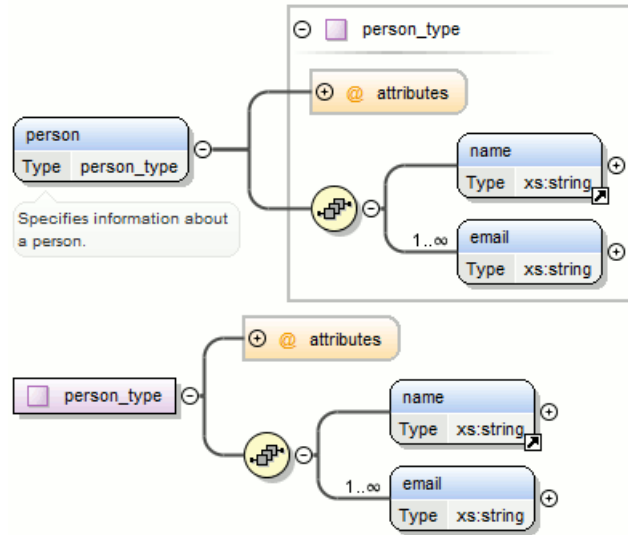 person_type
@ attributes
person
Type person_type
Specifies information about
a person.
name
Type xs:string
1..∞
email
Type xs:string
@ attributes
person_type
name
Type xs:string
1..∞
email
Type xs:string